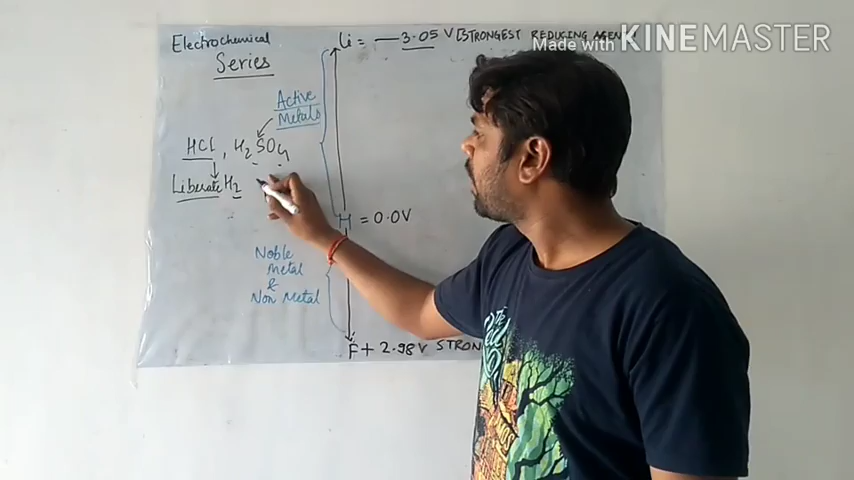 Electrochemical
Series
Li = — 3.05 V [STRONGEST REDUCING AGENT
Made with KINEMASTER
Active
Metals
HCl, H2SO4
Liberate H2
H = 0.0V
Noble
Metal
&
Non Metal
F + 2.98 V STRON